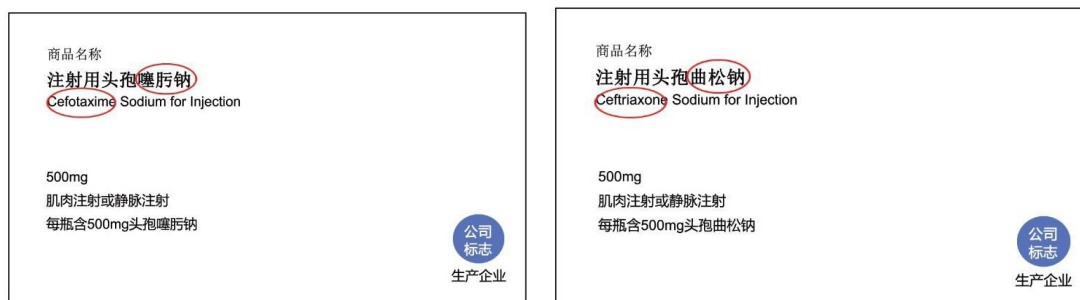 商品名称
注射用头孢噻肟钠
Cefotaxime Sodium for Injection
500mg
肌肉注射或静脉注射
每瓶含500mg头孢噻肟钠
公司
标志
生产企业
商品名称
注射用头孢曲松钠
Ceftriaxone Sodium for Injection
500mg
肌肉注射或静脉注射
每瓶含500mg头孢曲松钠
公司
标志
生产企业